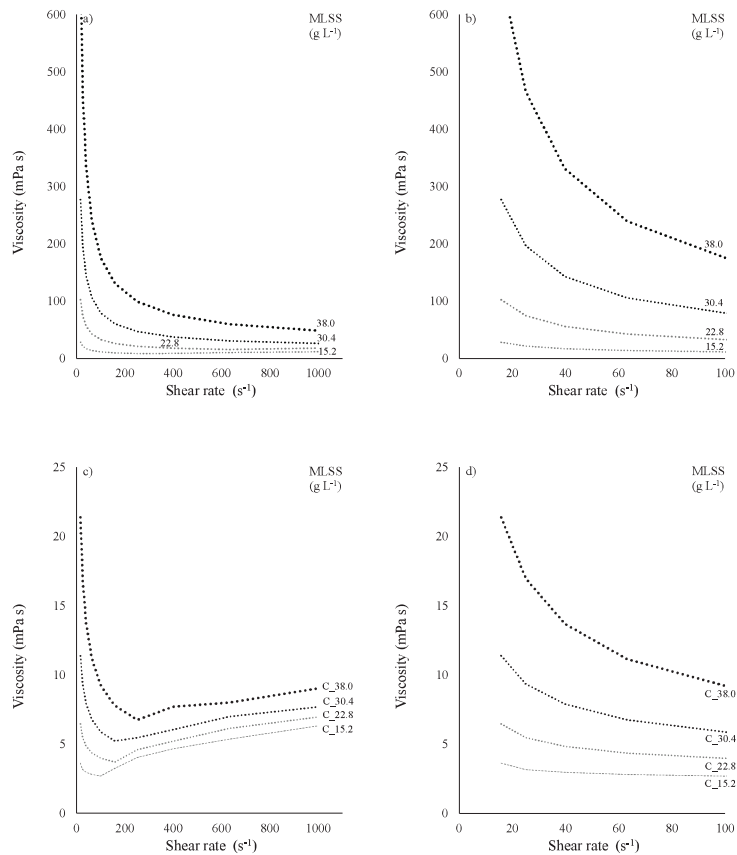 600
a)
MLSS
(g L⁻¹)
500
400
300
200
100
0
Viscosity (mPa s)
38.0
30.4
22.8
15.2
0
200
400
600
800
1000
Shear rate (s⁻¹)
600
b)
MLSS
(g L⁻¹)
500
400
300
200
100
0
Viscosity (mPa s)
38.0
30.4
22.8
15.2
0
20
40
60
80
100
Shear rate (s⁻¹)
25
c)
MLSS
(g L⁻¹)
20
15
10
5
0
Viscosity (mPa s)
C_38.0
C_30.4
C_22.8
C_15.2
0
200
400
600
800
1000
Shear rate (s⁻¹)
25
d)
MLSS
(g L⁻¹)
20
15
10
5
0
Viscosity (mPa s)
C_38.0
C_30.4
C_22.8
C_15.2
0
20
40
60
80
100
Shear rate (s⁻¹)